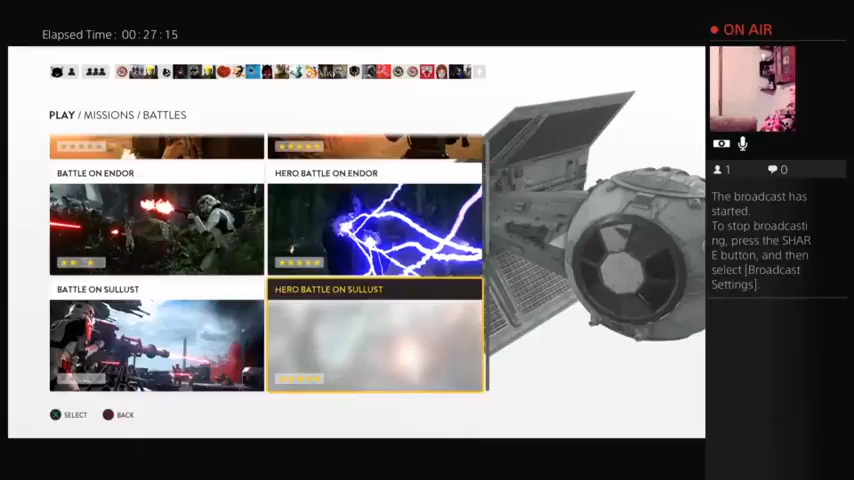 Elapsed Time : 00:27:15
ON AIR
PLAY / MISSIONS / BATTLES
BATTLE ON ENDOR
HERO BATTLE ON ENDOR
BATTLE ON SULLUST
HERO BATTLE ON SULLUST
SELECT
BACK
1
0
The broadcast has
started.
To stop broadcasti
ng, press the SHAR
E button, and then
select [Broadcast
Settings].